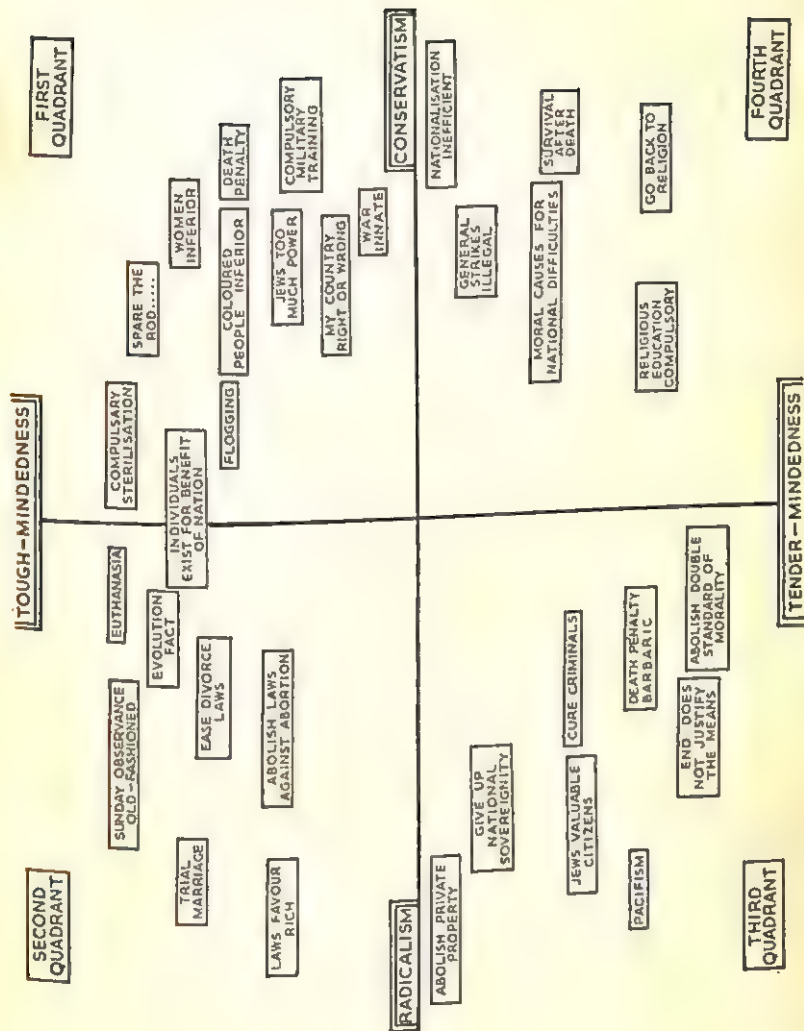 SECOND
QUADRANT
TOUGH-MINDEDNESS
FIRST
QUADRANT
SUNDAY OBSERVANCE
OLD-FASHIONED
EUTHANASIA
COMPULSARY
STERILISATION
SPARE THE
ROD.....
EVOLUTION
FACT
TRIAL
MARRIAGE
INDIVIDUALS
EXIST FOR BENEFIT
OF NATION
WOMEN
INFERIOR
EASE DIVORCE
LAWS
FLOGGING
COLOURED
PEOPLE INFERIOR
DEATH
PENALTY
LAWS FAVOUR
RICH
ABOLISH LAWS
AGAINST ABORTION
JEWS TOO
MUCH POWER
COMPULSORY
MILITARY
TRAINING
MY COUNTRY
RIGHT OR WRONG
WAR
INNATE
RADICALISM
CONSERVATISM
ABOLISH PRIVATE
PROPERTY
NATIONALISATION
INEFFICIENT
GIVE UP
NATIONAL
SOVEREIGNITY
GENERAL
STRIKES
ILLEGAL
JEWS VALUABLE
CITIZENS
CURE CRIMINALS
MORAL CAUSES FOR
NATIONAL DIFFICULTIES
SURVIVAL
AFTER
DEATH
PACIFISM
DEATH PENALTY
BARBARIC
RELIGIOUS
EDUCATION
COMPULSORY
GO BACK TO
RELIGION
END DOES
NOT JUSTIFY
THE MEANS
ABOLISH DOUBLE
STANDARD OF
MORALITY
THIRD
QUADRANT
TENDER-MINDEDNESS
FOURTH
QUADRANT